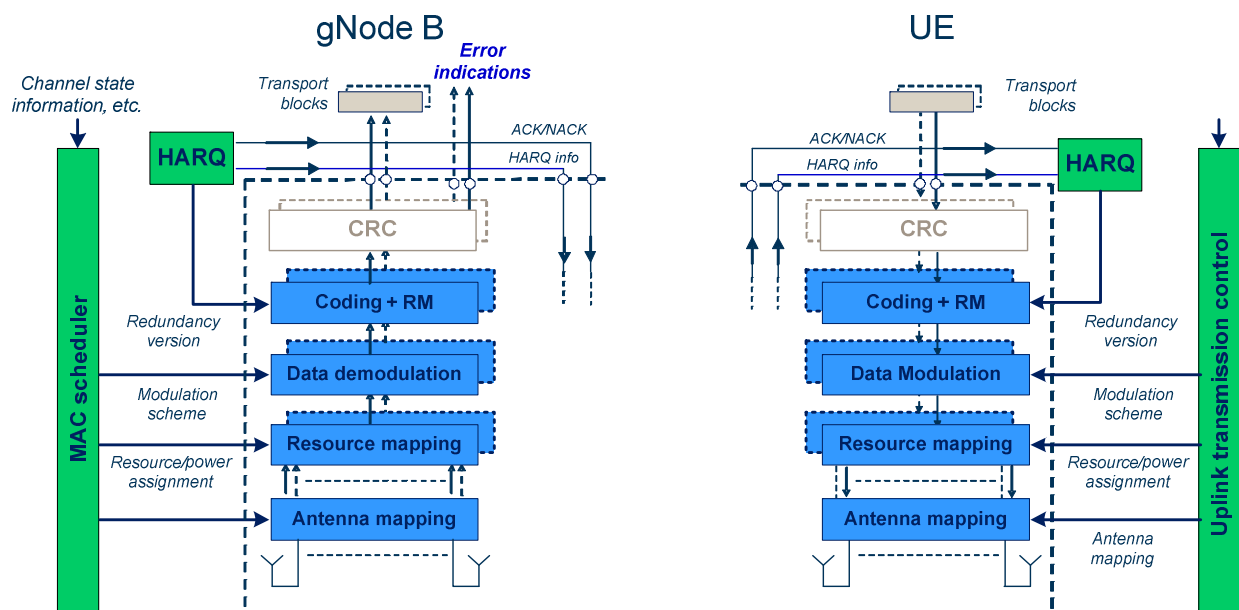 gNode B
UE
Error
indications
Channel state
information, etc.
Transport
blocks
HARQ
ACK/NACK
HARQ info
CRC
Coding + RM
Redundancy
version
Data demodulation
Modulation
scheme
Resource mapping
Resource/power
assignment
Antenna mapping
MAC scheduler
Transport
blocks
ACK/NACK
HARQ info
HARQ
CRC
Coding + RM
Redundancy
version
Data Modulation
Modulation
scheme
Resource mapping
Resource/power
assignment
Antenna mapping
Antenna
mapping
Uplink transmission control